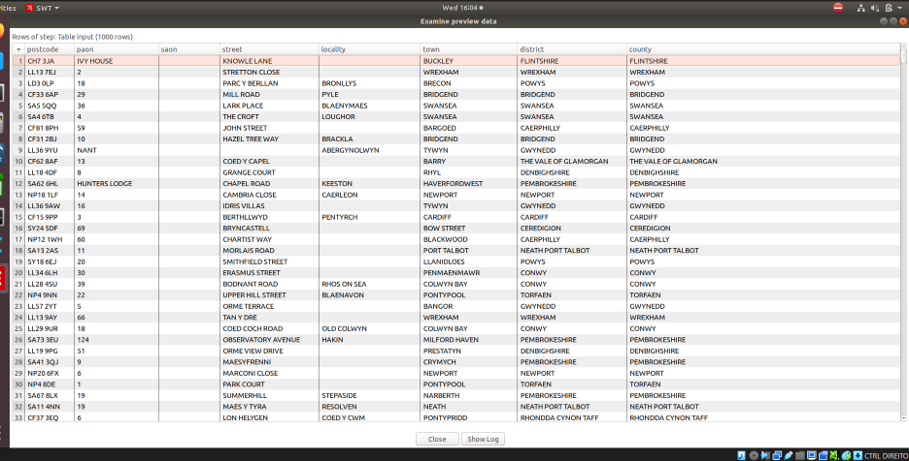 ities SWT Wed 16:04
Examine preview data
Rows of step: Table input (1000 rows)
postcode paon saon street locality town district county
1 CH7 3JA IVY HOUSE KNOWLE LANE BUCKLEY FLINTSHIRE FLINTSHIRE
2 LL13 7EJ 2 STRETTON CLOSE WREXHAM WREXHAM WREXHAM
3 LD3 0LP 18 PARC Y BERLLAN BRONLLYS BRECON POWYS POWYS
4 CF33 6AP 29 MILL ROAD PYLE BRIDGEND BRIDGEND BRIDGEND
5 SA5 5QQ 36 LARK PLACE BLAENYMAES SWANSEA SWANSEA SWANSEA
6 SA4 6TB 4 THE CROFT LOUGHOR SWANSEA SWANSEA SWANSEA
7 CF81 8PH 59 JOHN STREET BARGOED CAERPHILLY CAERPHILLY
8 CF31 2BJ 10 HAZEL TREE WAY BRACKLA BRIDGEND BRIDGEND BRIDGEND
9 LL36 9YU NANT ABERGYNOLWYN TYWYN GWYNEDD GWYNEDD
10 CF62 8AF 13 COED Y CAPEL BARRY THE VALE OF GLAMORGAN THE VALE OF GLAMORGAN
11 LL18 4DF 8 GRANGE COURT RHYL DENBIGHSHIRE DENBIGHSHIRE
12 SA62 6HL HUNTERS LODGE CHAPEL ROAD KEESTON HAVERFORDWEST PEMBROKESHIRE PEMBROKESHIRE
13 NP18 1LF 14 CAMBRIA CLOSE CAERLEON NEWPORT NEWPORT NEWPORT
14 LL36 9AW 16 IDRIS VILLAS TYWYN GWYNEDD GWYNEDD
15 CF15 9PP 3 BERTHLLWYD PENTYRCH CARDIFF CARDIFF CARDIFF
16 SY24 5DF 69 BRYNCASTELL BOW STREET CEREDIGION CEREDIGION
17 NP12 1WH 60 CHARTIST WAY BLACKWOOD CAERPHILLY CAERPHILLY
18 SA13 2AS 11 MORLAIS ROAD PORT TALBOT NEATH PORT TALBOT NEATH PORT TALBOT
19 SY18 6EJ 20 SMITHFIELD STREET LLANIDLOES POWYS POWYS
20 LL34 6LH 30 ERASMUS STREET PENMAENMAWR CONWY CONWY
21 LL28 4SU 39 BODNANT ROAD RHOS ON SEA COLWYN BAY CONWY CONWY
22 NP4 9NN 22 UPPER HILL STREET BLAENAVON PONTYPOOL TORFAEN TORFAEN
23 LL57 2YT 5 ORME TERRACE BANGOR GWYNEDD GWYNEDD
24 LL13 9AY 66 TAN Y DRE WREXHAM WREXHAM WREXHAM
25 LL29 9UR 18 COED COCH ROAD OLD COLWYN COLWYN BAY CONWY CONWY
26 SA73 3EU 124 OBSERVATORY AVENUE HAKIN MILFORD HAVEN PEMBROKESHIRE PEMBROKESHIRE
27 LL19 9PG 51 ORME VIEW DRIVE PRESTATYN DENBIGHSHIRE DENBIGHSHIRE
28 SA41 3QJ 9 MAESYFRENNI CRYMYCH PEMBROKESHIRE PEMBROKESHIRE
29 NP20 6FX 6 MARCONI CLOSE NEWPORT NEWPORT NEWPORT
30 NP4 8DE 1 PARK COURT PONTYPOOL TORFAEN TORFAEN
31 SA67 8LX 19 SUMMERHILL STEPASIDE NARBERTH PEMBROKESHIRE PEMBROKESHIRE
32 SA11 4NN 19 MAES Y TYRA RESOLVEN NEATH NEATH PORT TALBOT NEATH PORT TALBOT
33 CF37 3EQ 6 LON HELYGEN COED Y CWM PONTYPRIDD RHONDDA CYNON TAFF RHONDDA CYNON TAFF
Close Show Log
CTRL DIREITO